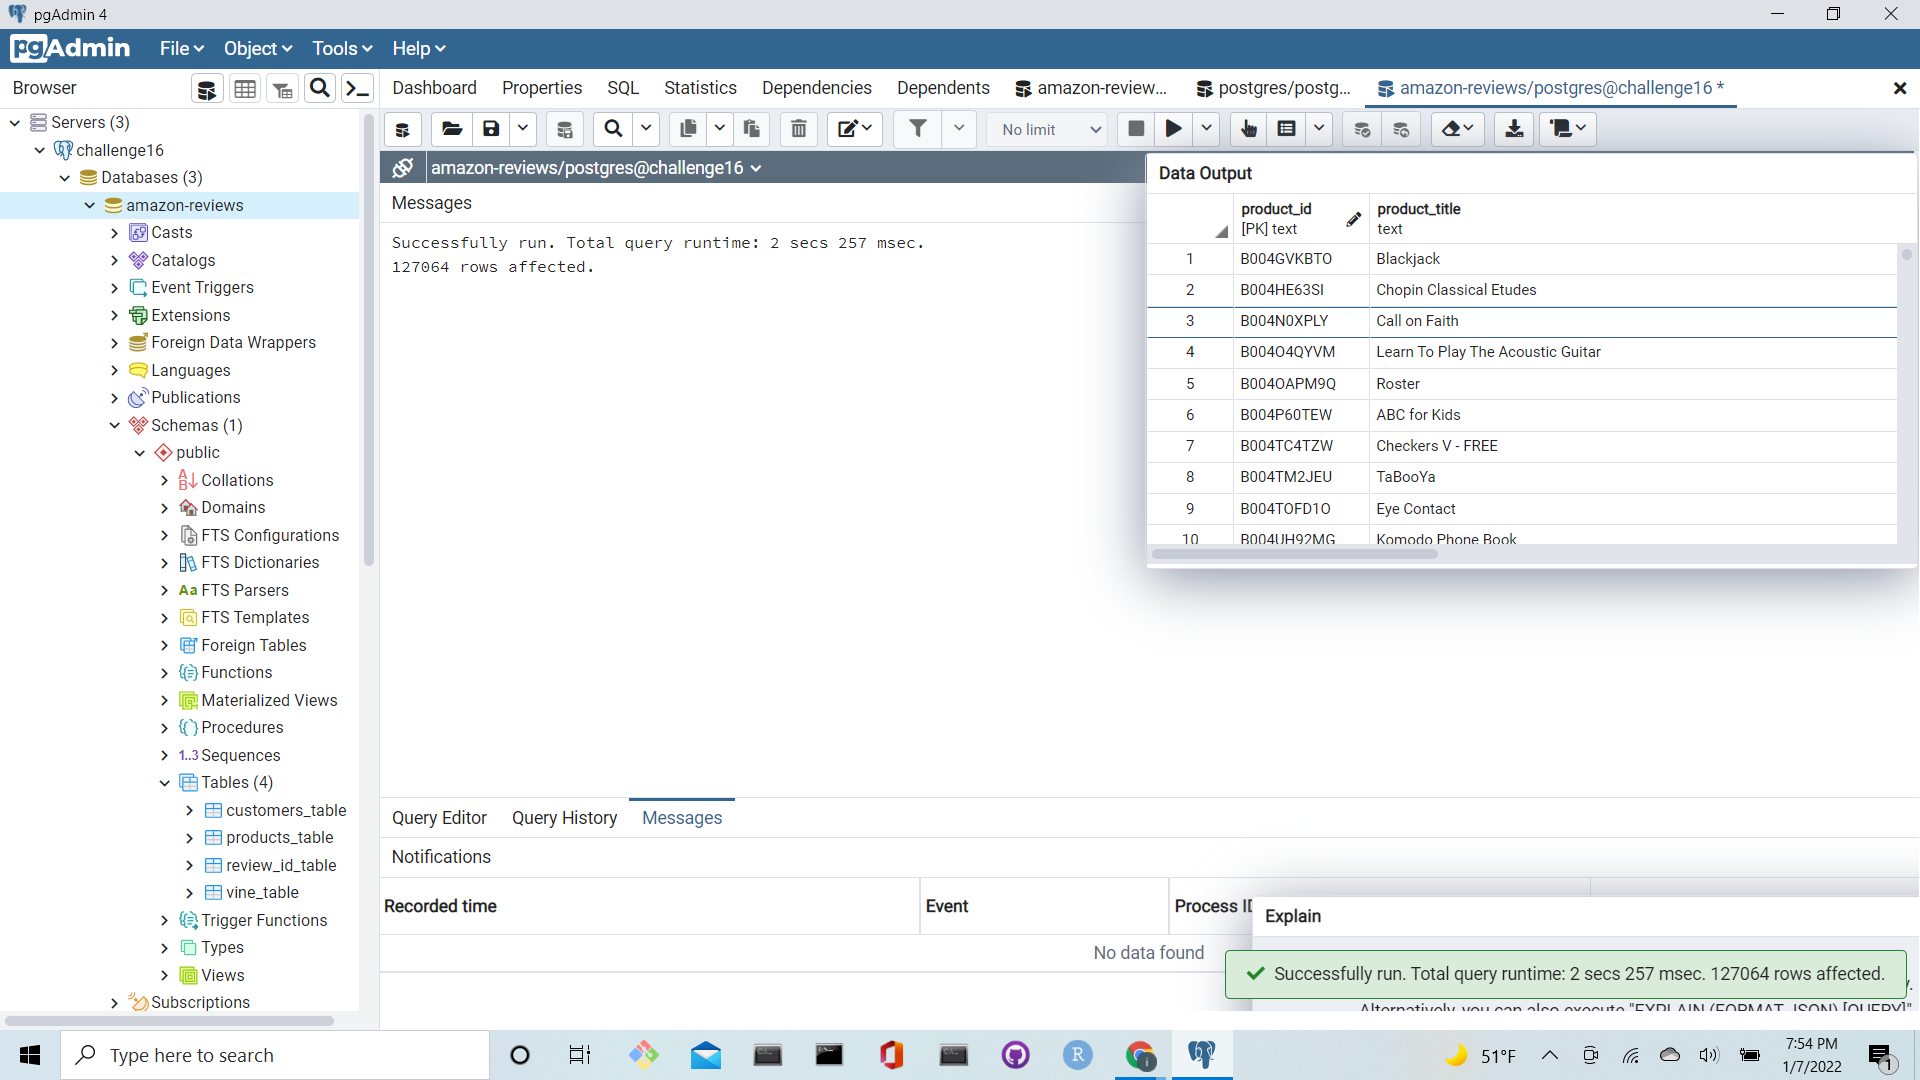 pgAdmin 4
pgAdmin File Object Tools Help
Browser
Dashboard Properties SQL Statistics Dependencies Dependents amazon-review... postgres/postg... amazon-reviews/postgres@challenge16 *
Servers (3)
challenge16
Databases (3)
amazon-reviews
Casts
Catalogs
Event Triggers
Extensions
Foreign Data Wrappers
Languages
Publications
Schemas (1)
public
Collations
Domains
FTS Configurations
FTS Dictionaries
Aa FTS Parsers
FTS Templates
Foreign Tables
Functions
Materialized Views
Procedures
1..3 Sequences
Tables (4)
customers_table
products_table
review_id_table
vine_table
Trigger Functions
Types
Views
Subscriptions
No limit
amazon-reviews/postgres@challenge16
Messages
Successfully run. Total query runtime: 2 secs 257 msec.
127064 rows affected.
Data Output
product_id
[PK] text
product_title
text
1 B004GVKBTO Blackjack
2 B004HE63SI Chopin Classical Etudes
3 B004N0XPLY Call on Faith
4 B004O4QYVM Learn To Play The Acoustic Guitar
5 B004OAPM9Q Roster
6 B004P60TEW ABC for Kids
7 B004TC4TZW Checkers V - FREE
8 B004TM2JEU TaBooYa
9 B004TOFD1O Eye Contact
10 B004UH92MG Komodo Phone Book
Query Editor Query History Messages
Notifications
Recorded time Event Process ID
No data found
Explain
Successfully run. Total query runtime: 2 secs 257 msec. 127064 rows affected.
Alternatively, you can also execute "EXPLAIN (FORMAT JSON) [QUERY]"
Type here to search
51°F
7:54 PM
1/7/2022
1